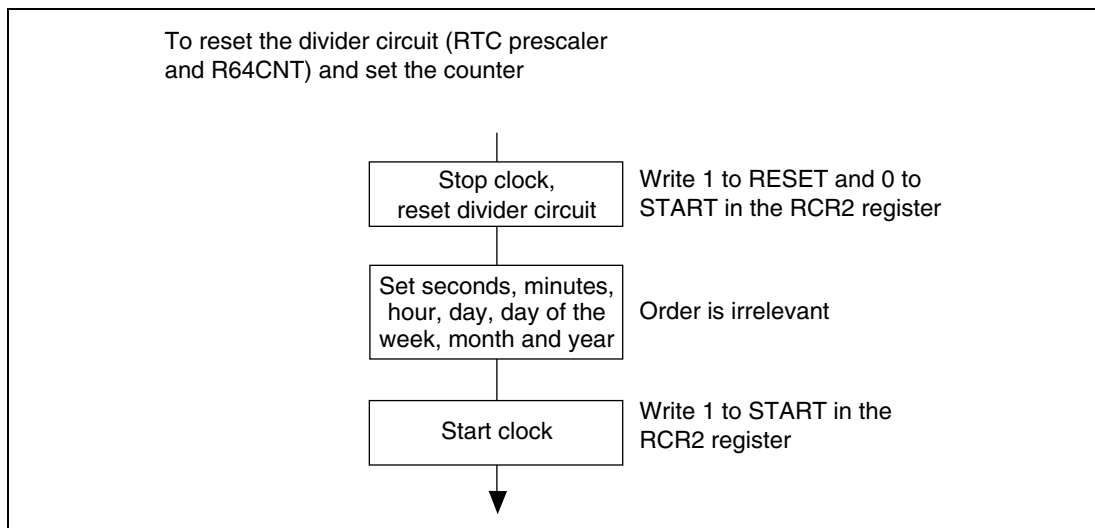 To reset the divider circuit (RTC prescaler
and R64CNT) and set the counter
Stop clock,
reset divider circuit
Write 1 to RESET and 0 to
START in the RCR2 register
Set seconds, minutes,
hour, day, day of the
week, month and year
Order is irrelevant
Start clock
Write 1 to START in the
RCR2 register